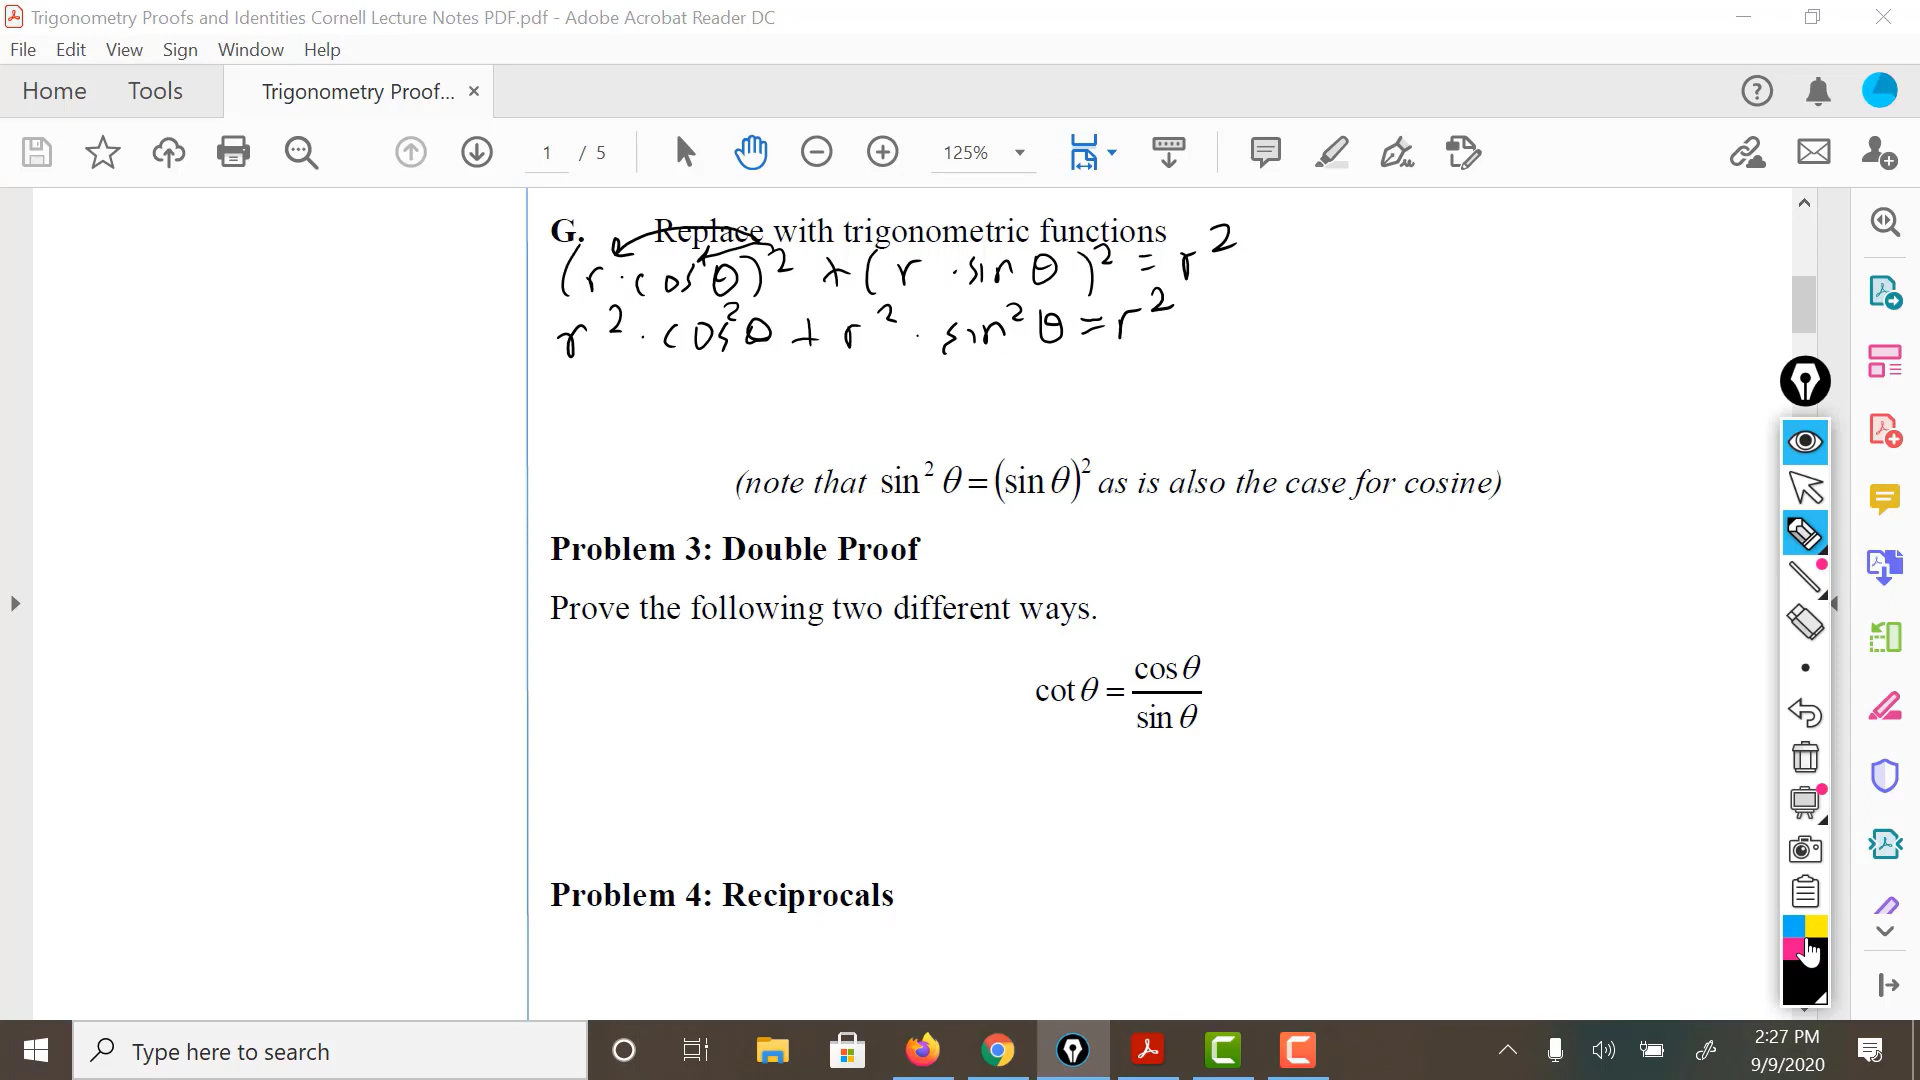 Trigonometry Proofs and Identities Cornell Lecture Notes PDF.pdf - Adobe Acrobat Reader DC
File Edit View Sign Window Help
Home Tools Trigonometry Proof... ×
1 / 5 125%
G. Replace with trigonometric functions
(r · cos θ)² + (r · sin θ)² = r²
r² · cos²θ + r² · sin²θ = r²
(note that sin² θ = (sin θ)² as is also the case for cosine)
Problem 3: Double Proof
Prove the following two different ways.
cot θ = cos θ / sin θ
Problem 4: Reciprocals
Type here to search
2:27 PM
9/9/2020